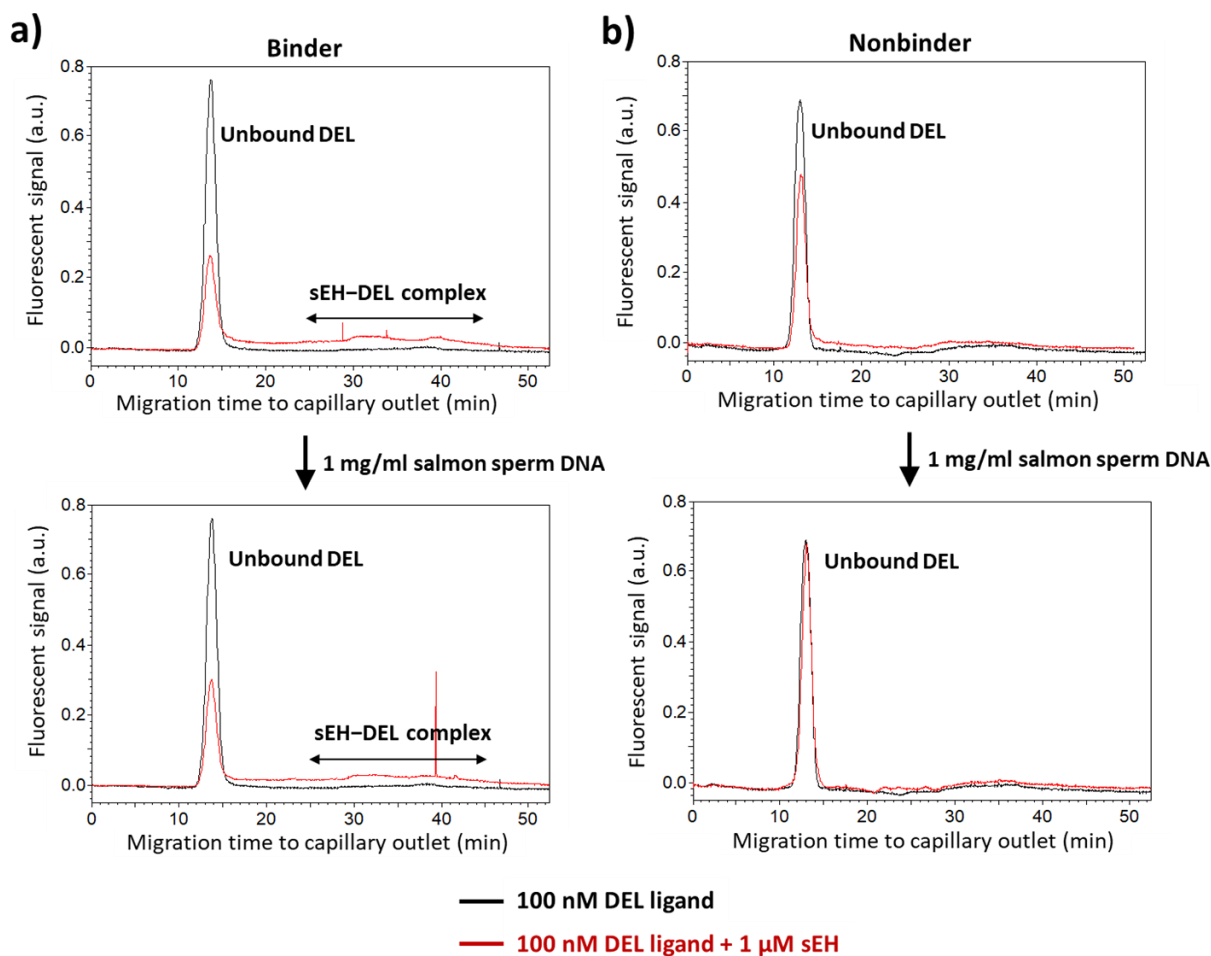 a)
Binder
0.8
0.6
0.4
0.2
0.0
Fluorescent signal (a.u.)
Unbound DEL
sEH–DEL complex
0 10 20 30 40 50
Migration time to capillary outlet (min)
1 mg/ml salmon sperm DNA
0.8
0.6
0.4
0.2
0.0
Fluorescent signal (a.u.)
Unbound DEL
sEH–DEL complex
0 10 20 30 40 50
Migration time to capillary outlet (min)
b)
Nonbinder
0.8
0.6
0.4
0.2
0.0
Fluorescent signal (a.u.)
Unbound DEL
0 10 20 30 40 50
Migration time to capillary outlet (min)
1 mg/ml salmon sperm DNA
0.8
0.6
0.4
0.2
0.0
Fluorescent signal (a.u.)
Unbound DEL
0 10 20 30 40 50
Migration time to capillary outlet (min)
100 nM DEL ligand
100 nM DEL ligand + 1 μM sEH